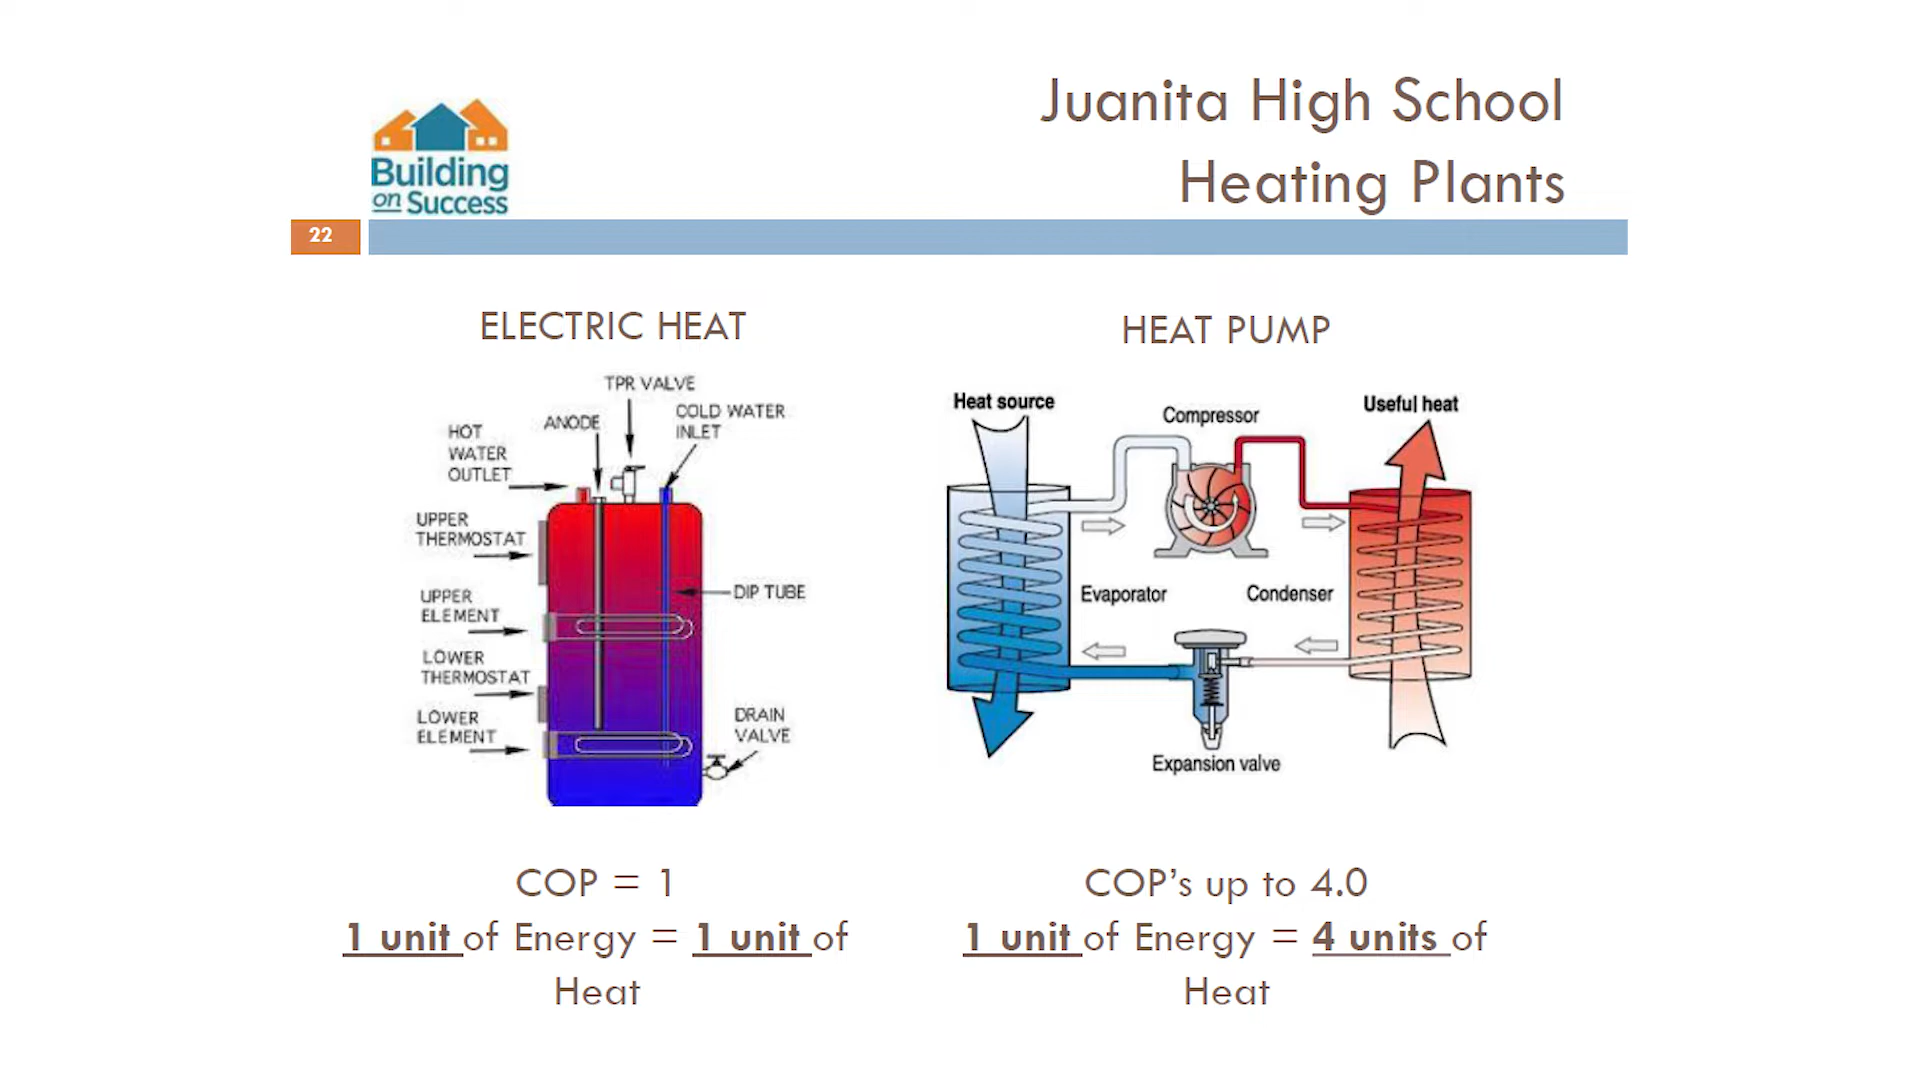 Juanita High School
Heating Plants
Building
on Success
22
ELECTRIC HEAT
TPR VALVE
ANODE
COLD WATER
INLET
HOT
WATER
OUTLET
UPPER
THERMOSTAT
UPPER
ELEMENT
DIP TUBE
LOWER
THERMOSTAT
LOWER
ELEMENT
DRAIN
VALVE
COP = 1
1 unit of Energy = 1 unit of
Heat
HEAT PUMP
Heat source
Compressor
Useful heat
Evaporator
Condenser
Expansion valve
COP's up to 4.0
1 unit of Energy = 4 units of
Heat